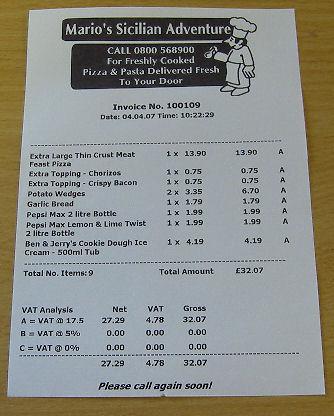 Mario's Sicilian Adventure
CALL 0800 568900
For Freshly Cooked
Pizza & Pasta Delivered Fresh
To Your Door
Invoice No. 100109
Date: 04.04.07 Time: 10:22:29
Extra Large Thin Crust Meat 1 x 13.90 13.90 A
Feast Pizza
Extra Topping - Chorizos 1 x 0.75 0.75 A
Extra Topping - Crispy Bacon 1 x 0.75 0.75 A
Potato Wedges 2 x 3.35 6.70 A
Garlic Bread 1 x 1.79 1.79 A
Pepsi Max 2 litre Bottle 1 x 1.99 1.99 A
Pepsi Max Lemon & Lime Twist 1 x 1.99 1.99 A
2 litre Bottle
Ben & Jerry's Cookie Dough Ice 1 x 4.19 4.19 A
Cream - 500ml Tub
Total No. Items: 9 Total Amount £32.07
VAT Analysis Net VAT Gross
A = VAT @ 17.5 27.29 4.78 32.07
B = VAT @ 5% 0.00 0.00 0.00
C = VAT @ 0% 0.00 0.00 0.00
27.29 4.78 32.07
Please call again soon!